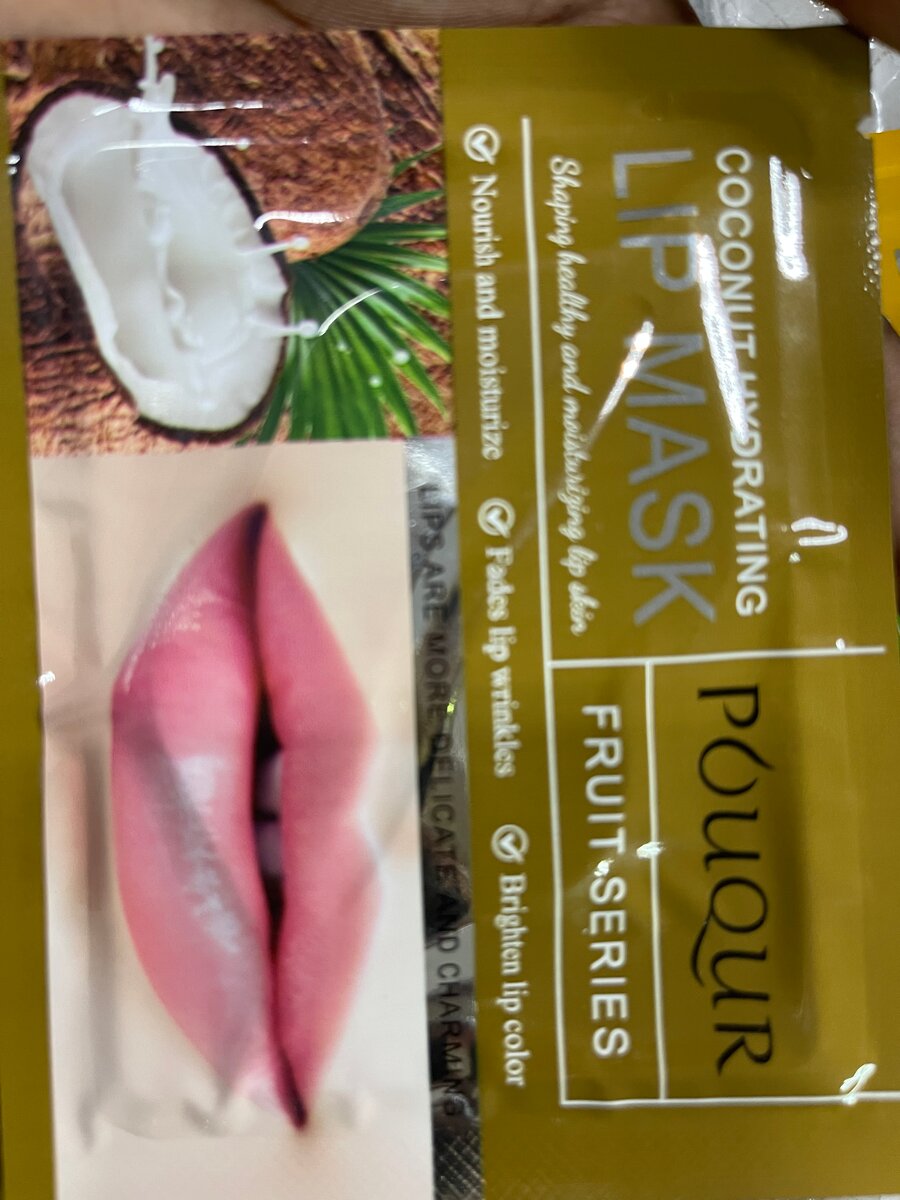 COCONUT HYDRATING
LIP MASK
Shaping healthy and moisturizing lip skin
PÓUQUR
FRUIT SERIES
Nourish and moisturize
Fades lip wrinkles
Brighten lip color
LIPS ARE MORE DELICATE AND CHARMING